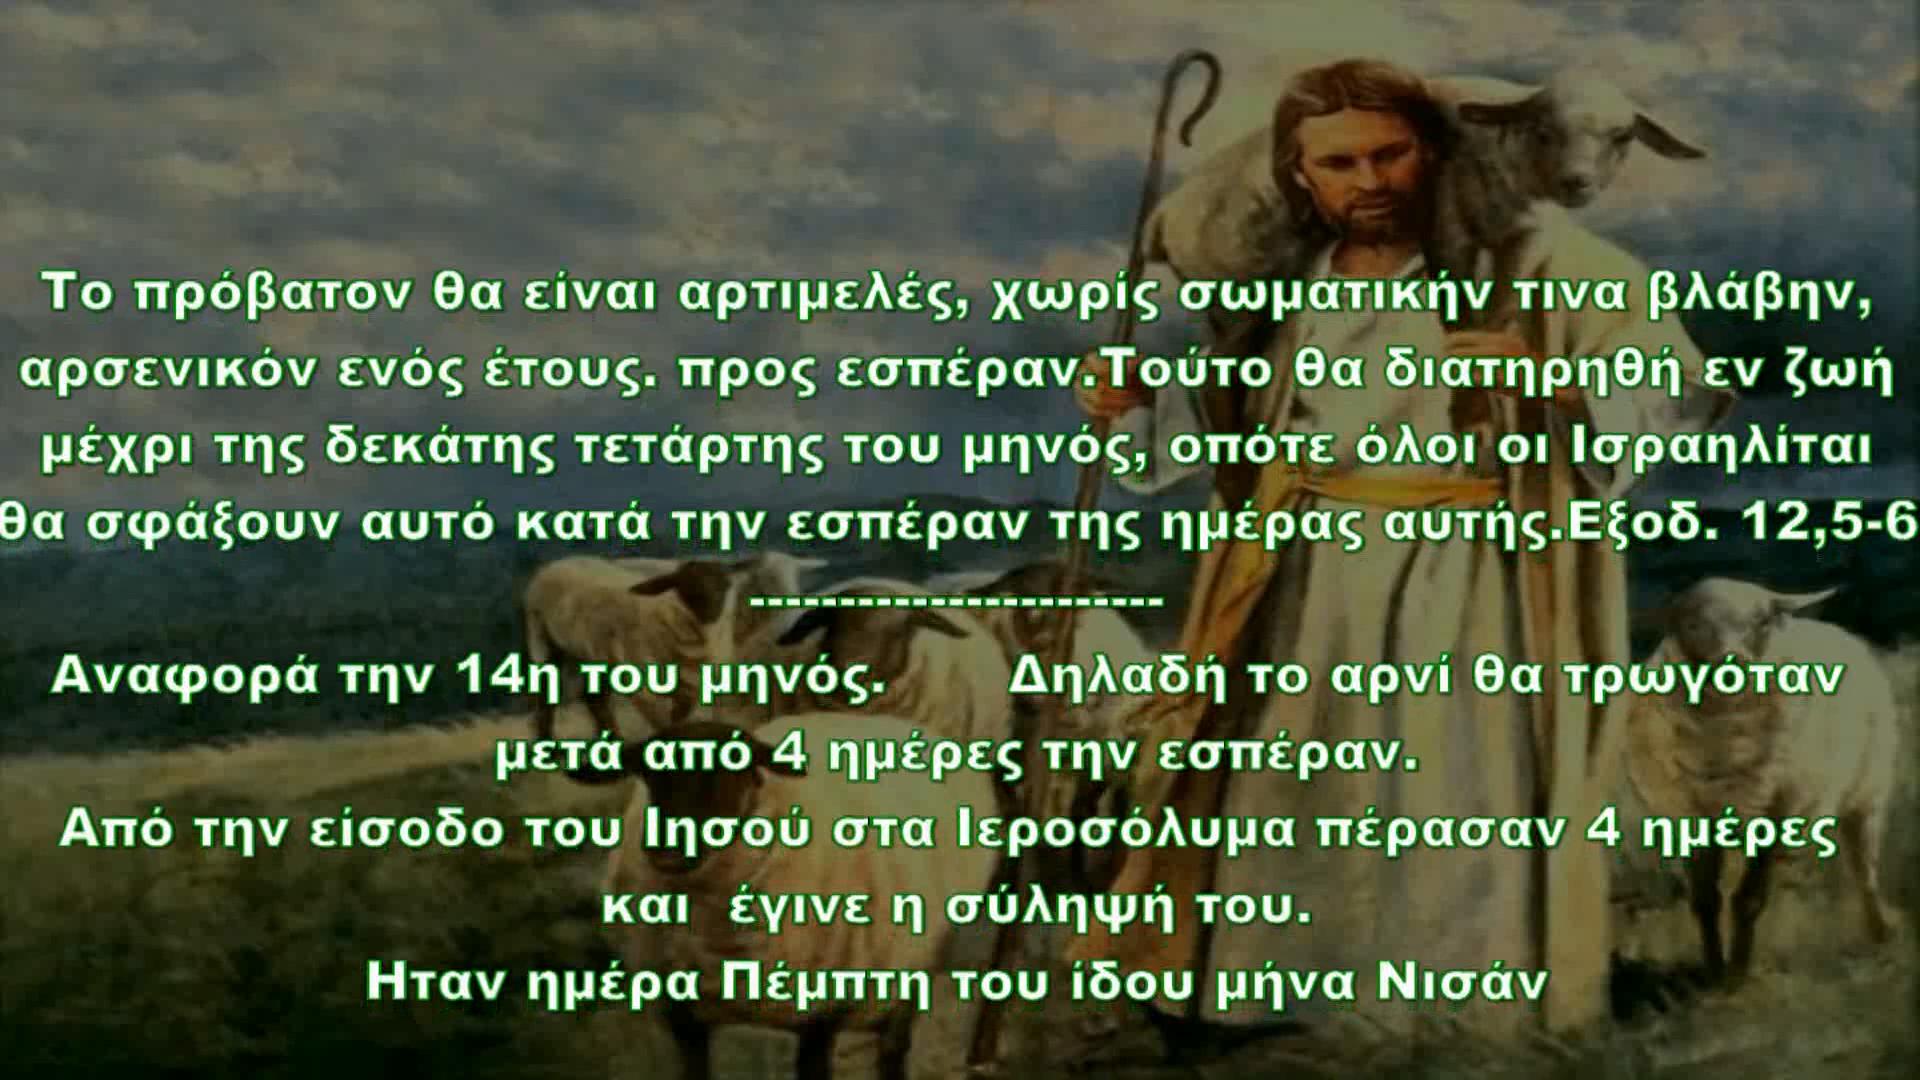 Το πρόβατον θα είναι αρτιμελές, χωρίς σωματικήν τινα βλάβην,
αρσενικόν ενός έτους. προς εσπέραν.Τούτο θα διατηρηθή εν ζωή
μέχρι της δεκάτης τετάρτης του μηνός, οπότε όλοι οι Ισραηλίται
θα σφάξουν αυτό κατά την εσπέραν της ημέρας αυτής.Εξοδ. 12,5-6
-----------------------
Αναφορά την 14η του μηνός. Δηλαδή το αρνί θα τρωγόταν
μετά από 4 ημέρες την εσπέραν.
Από την είσοδο του Ιησού στα Ιεροσόλυμα πέρασαν 4 ημέρες
και έγινε η σύληψή του.
Ηταν ημέρα Πέμπτη του ίδου μήνα Νισάν